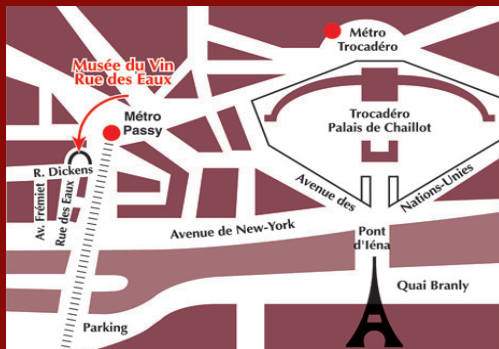 Métro
Trocadéro
Musée du Vin
Rue des Eaux
Métro
Passy
Trocadéro
Palais de Chaillot
R. Dickens
Av. Frémiet
Rue des Eaux
Avenue des
Nations-Unies
Avenue de New-York
Pont
d'Iéna
Quai Branly
Parking